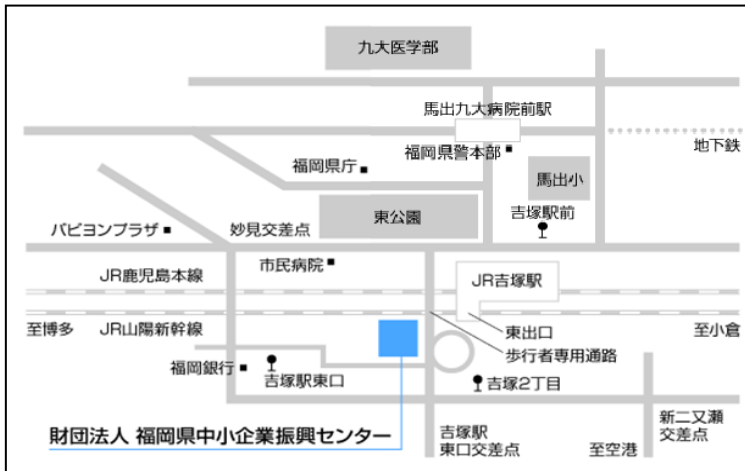 九大医学部
馬出九大病院前駅
地下鉄
福岡県警本部
福岡県庁
馬出小
東公園
吉塚駅前
パピヨンプラザ
妙見交差点
市民病院
JR吉塚駅
JR鹿児島本線
至博多
JR山陽新幹線
東出口
至小倉
歩行者専用通路
福岡銀行
吉塚駅東口
吉塚2丁目
財団法人 福岡県中小企業振興センター
吉塚駅
東口交差点
至空港
新二又瀬
交差点